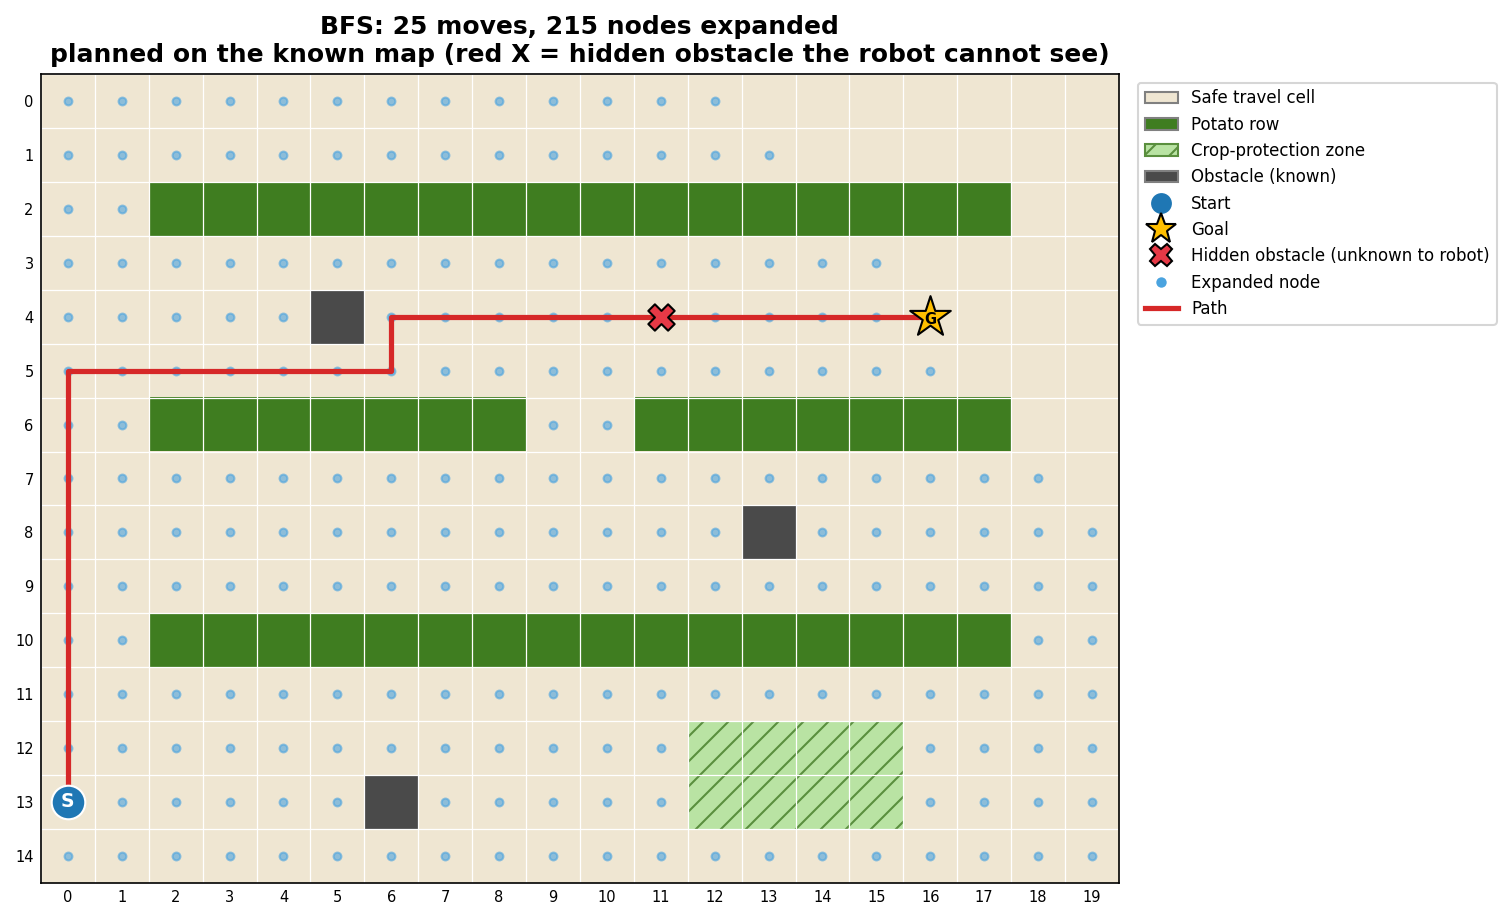 BFS: 25 moves, 215 nodes expanded
planned on the known map (red X = hidden obstacle the robot cannot see)
Safe travel cell
Potato row
Crop-protection zone
Obstacle (known)
Start
Goal
Hidden obstacle (unknown to robot)
Expanded node
Path
0
1
2
3
4
G
5
6
7
8
9
10
11
12
13
S
14
0 1 2 3 4 5 6 7 8 9 10 11 12 13 14 15 16 17 18 19